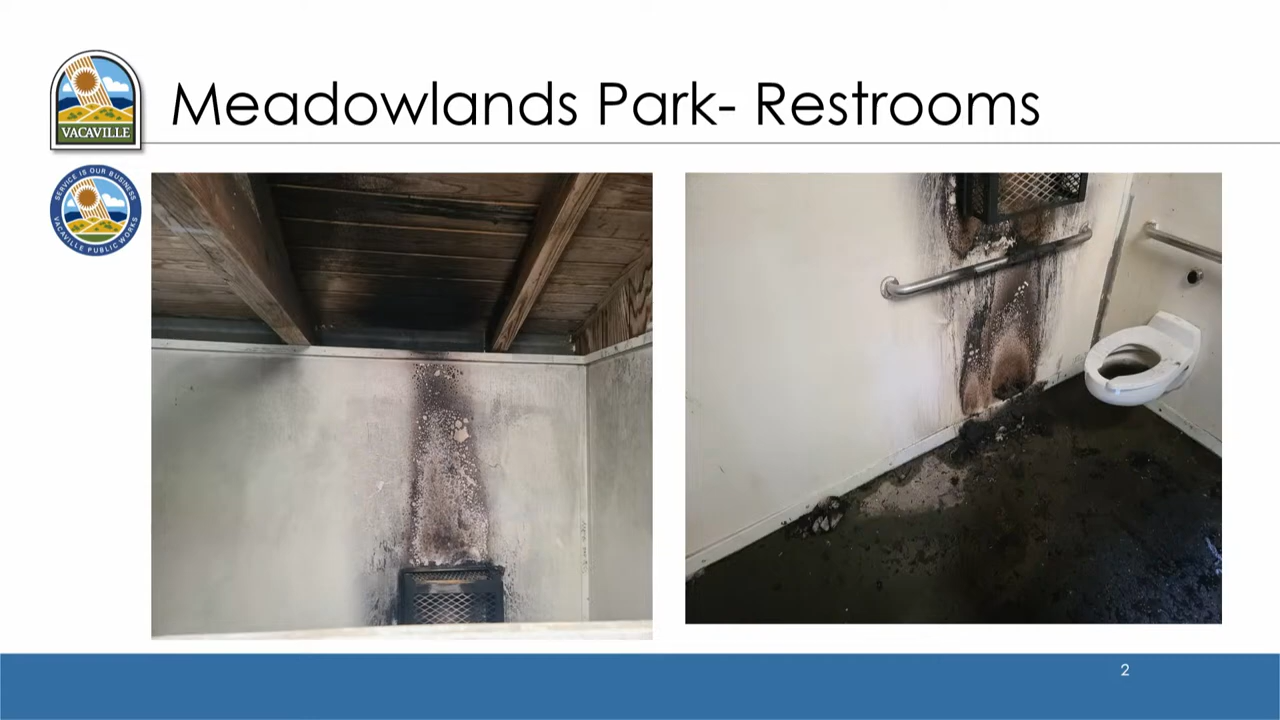 Meadowlands Park- Restrooms
VACAVILLE
SERVICE IS OUR BUSINESS
VACAVILLE PUBLIC WORKS
2